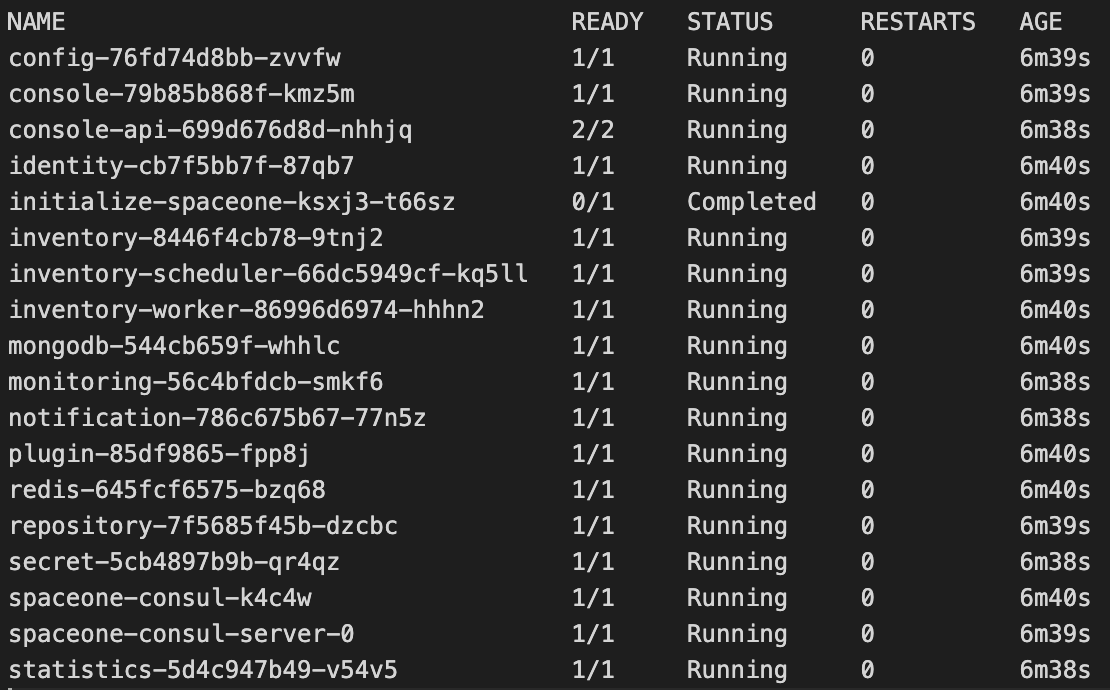 NAME READY STATUS RESTARTS AGE
config-76fd74d8bb-zvvfw 1/1 Running 0 6m39s
console-79b85b868f-kmz5m 1/1 Running 0 6m39s
console-api-699d676d8d-nhhjq 2/2 Running 0 6m38s
identity-cb7f5bb7f-87qb7 1/1 Running 0 6m40s
initialize-spaceone-ksxj3-t66sz 0/1 Completed 0 6m40s
inventory-8446f4cb78-9tnj2 1/1 Running 0 6m39s
inventory-scheduler-66dc5949cf-kq5ll 1/1 Running 0 6m39s
inventory-worker-86996d6974-hhhn2 1/1 Running 0 6m40s
mongodb-544cb659f-whhlc 1/1 Running 0 6m40s
monitoring-56c4bfdcb-smkf6 1/1 Running 0 6m38s
notification-786c675b67-77n5z 1/1 Running 0 6m38s
plugin-85df9865-fpp8j 1/1 Running 0 6m40s
redis-645fcf6575-bzq68 1/1 Running 0 6m40s
repository-7f5685f45b-dzcbc 1/1 Running 0 6m39s
secret-5cb4897b9b-qr4qz 1/1 Running 0 6m38s
spaceone-consul-k4c4w 1/1 Running 0 6m40s
spaceone-consul-server-0 1/1 Running 0 6m39s
statistics-5d4c947b49-v54v5 1/1 Running 0 6m38s